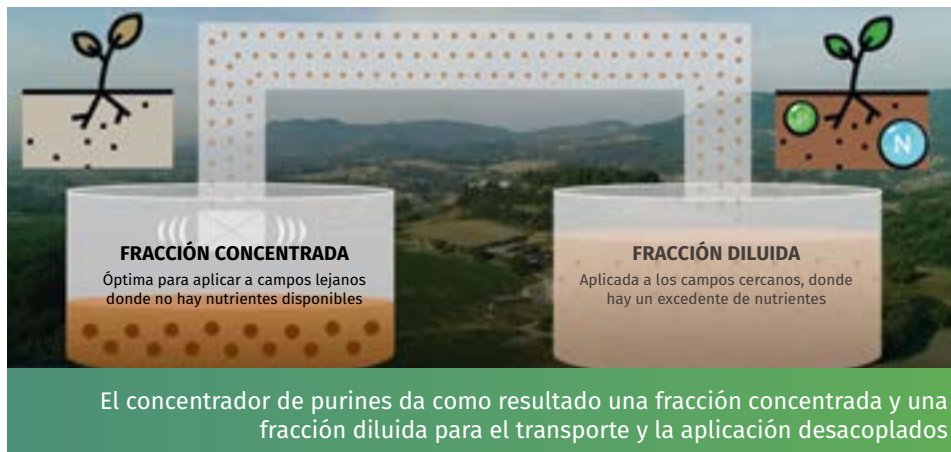 N
FRACCIÓN CONCENTRADA
Óptima para aplicar a campos lejanos
donde no hay nutrientes disponibles
FRACCIÓN DILUIDA
Aplicada a los campos cercanos, donde
hay un excedente de nutrientes
El concentrador de purines da como resultado una fracción concentrada y una
fracción diluida para el transporte y la aplicación desacoplados